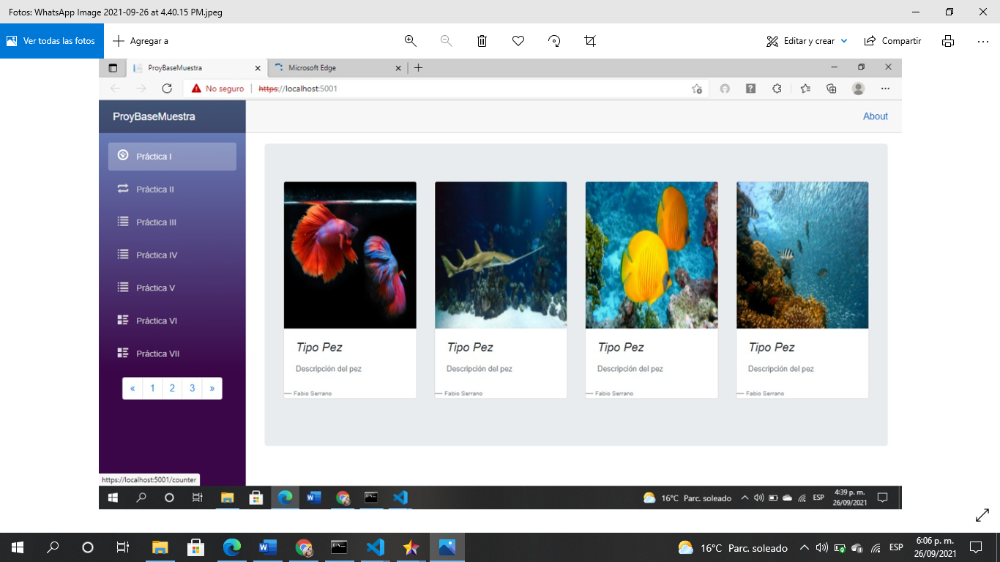 Fotos: WhatsApp Image 2021-09-26 at 4.40.15 PM.jpeg
Ver todas las fotos
Agregar a
Editar y crear
Compartir
ProyBaseMuestra
Microsoft Edge
No seguro | https://localhost:5001
ProyBaseMuestra
About
Práctica I
Práctica II
Práctica III
Práctica IV
Práctica V
Práctica VI
Práctica VII
« 1 2 3 »
Tipo Pez
Descripción del pez
— Fabio Serrano
Tipo Pez
Descripción del pez
— Fabio Serrano
Tipo Pez
Descripción del pez
— Fabio Serrano
Tipo Pez
Descripción del pez
— Fabio Serrano
https://localhost:5001/counter
16°C Parc. soleado
ESP
4:39 p. m.
26/09/2021
16°C Parc. soleado
ESP
6:06 p. m.
26/09/2021